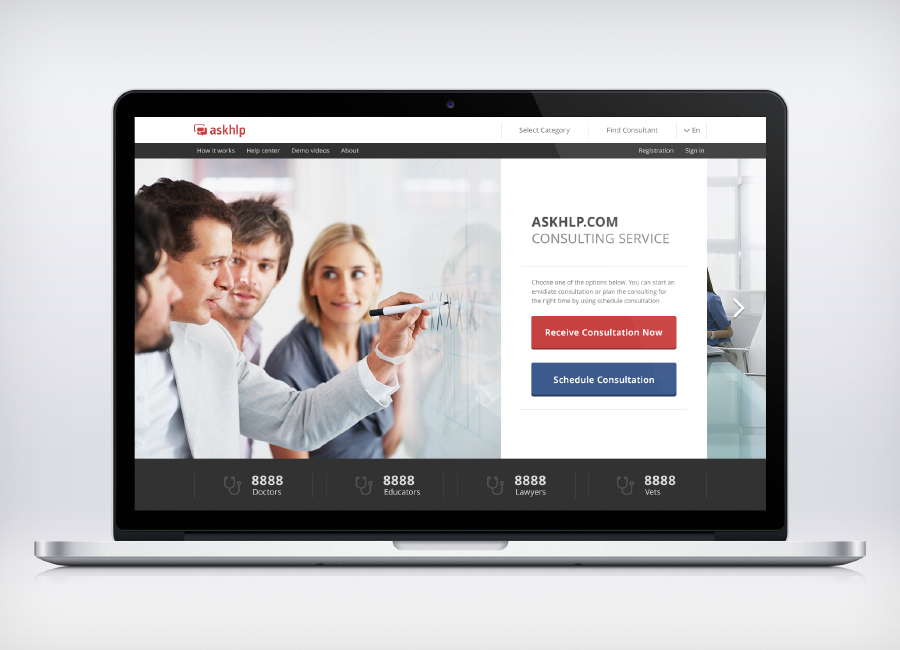 askhlp
Select Category
Find Consultant
En
How it works
Help center
Demo videos
About
Registration
Sign in
ASKHLP.COM
CONSULTING SERVICE
Choose one of the options below. You can start an
emidiate consultation or plan the consulting for
the right time by using schedule consultation
Receive Consultation Now
Schedule Consultation
8888
Doctors
8888
Educators
8888
Lawyers
8888
Vets